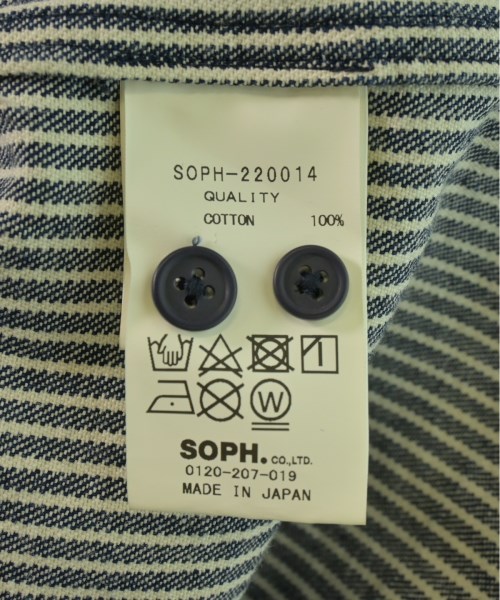 SOPH-220014
QUALITY
COTTON 100%
W
SOPH. CO.,LTD.
0120-207-019
MADE IN JAPAN